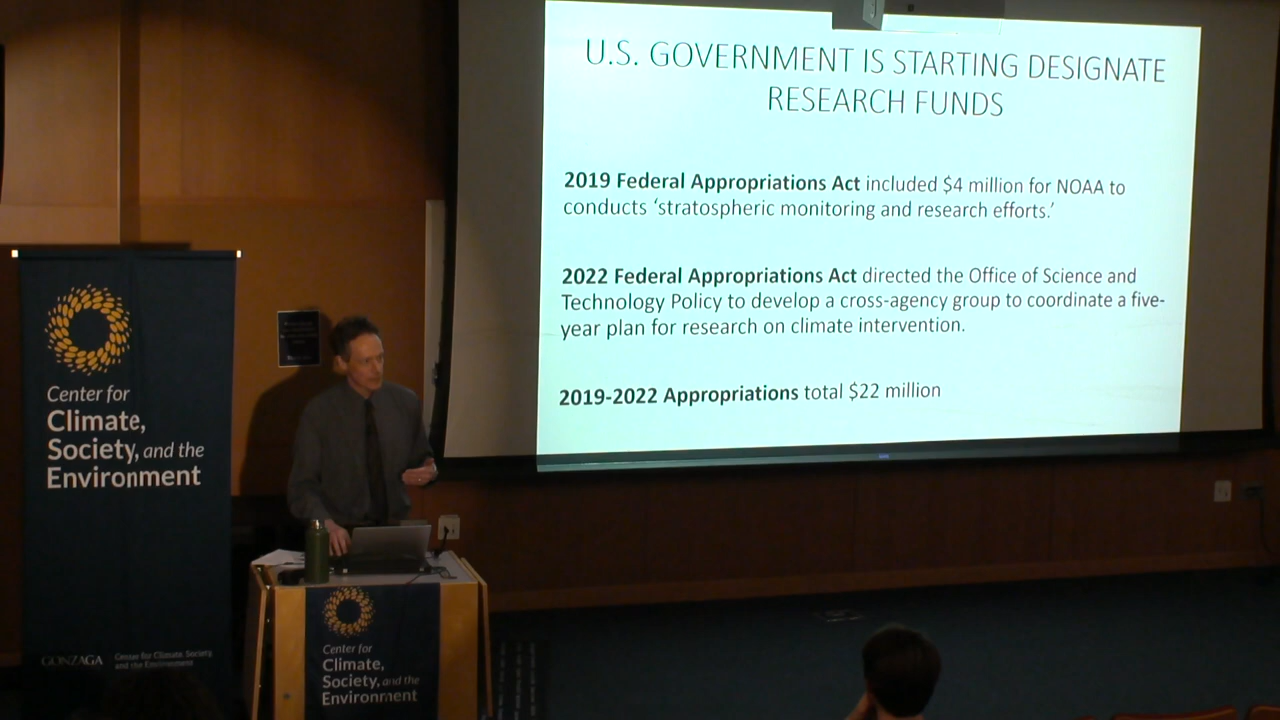 U.S. GOVERNMENT IS STARTING DESIGNATE
RESEARCH FUNDS
2019 Federal Appropriations Act included $4 million for NOAA to
conducts ‘stratospheric monitoring and research efforts.’
2022 Federal Appropriations Act directed the Office of Science and
Technology Policy to develop a cross-agency group to coordinate a five-
year plan for research on climate intervention.
2019-2022 Appropriations total $22 million
Center for
Climate,
Society, and the
Environment
GONZAGA
Center for Climate, Society
and the Environment
Center for
Climate,
Society, and the
Environment